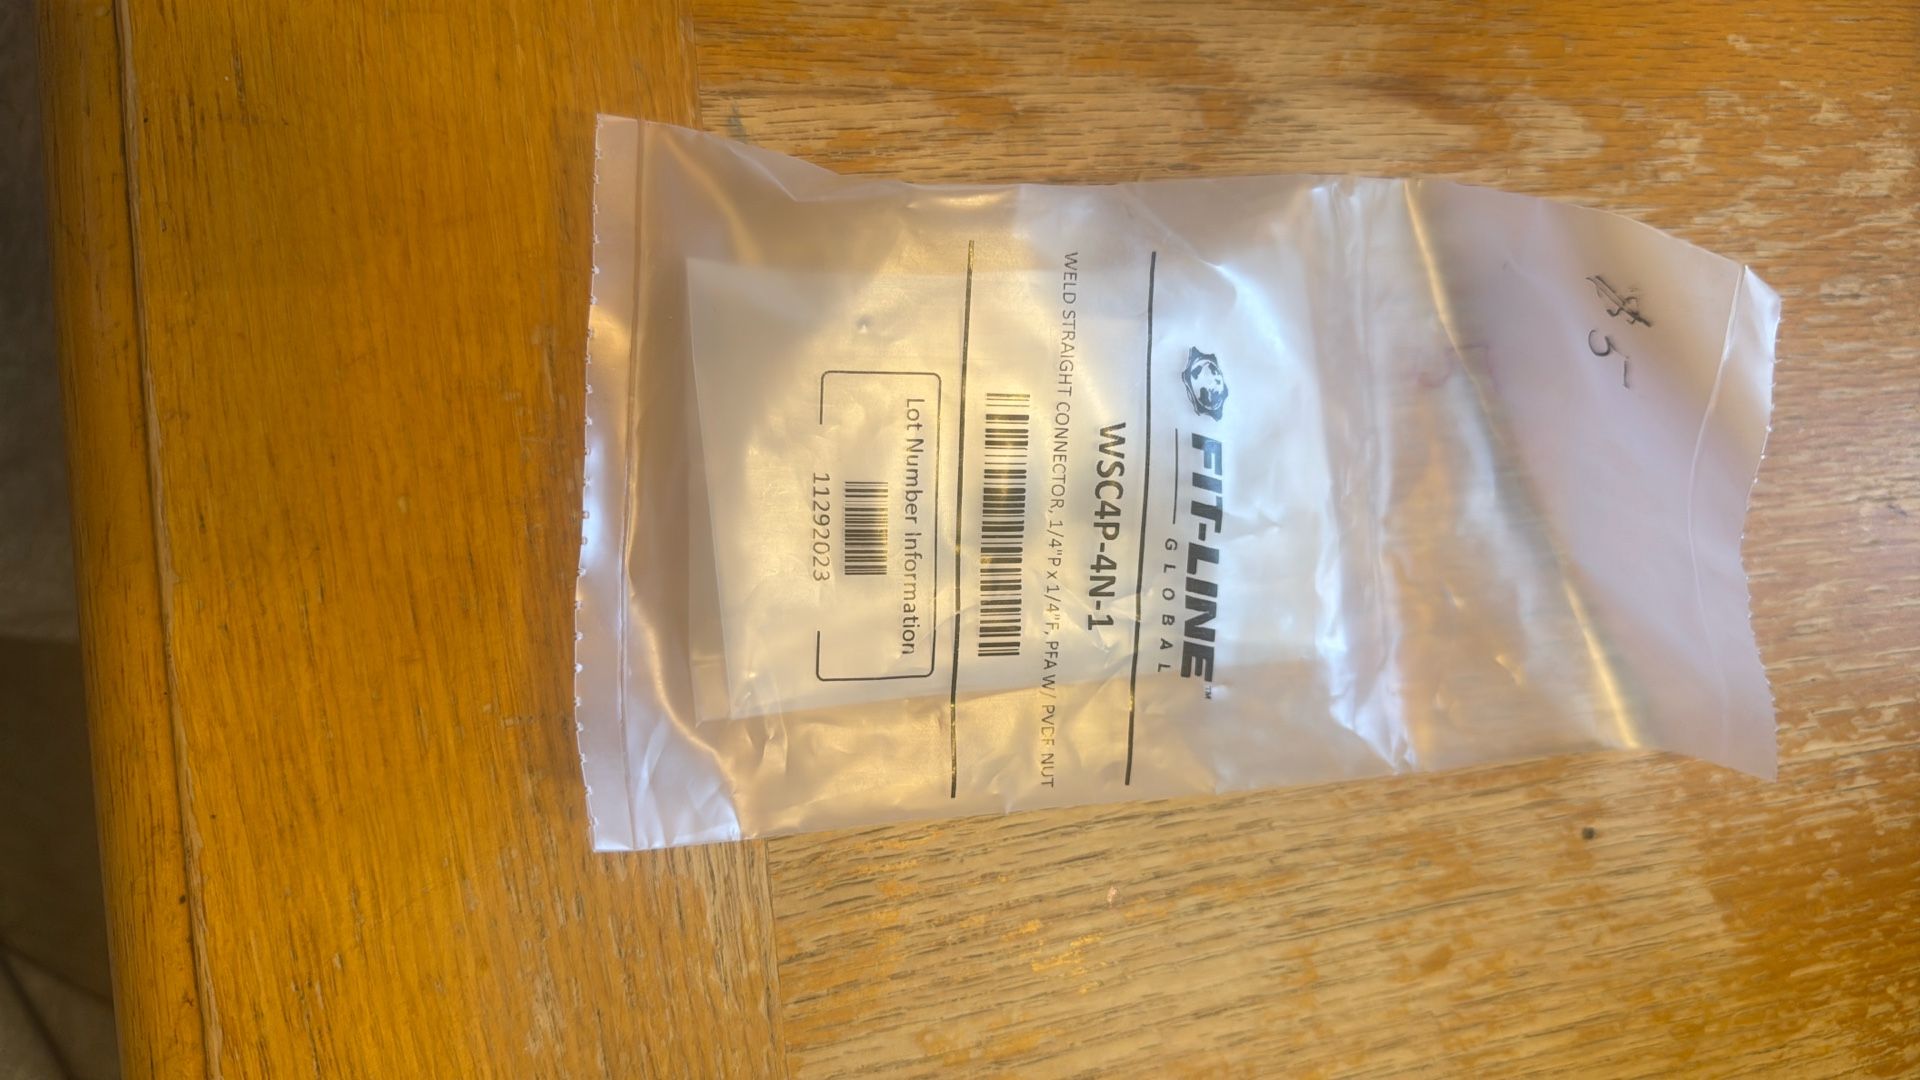 $5-
FIT-LINE™
GLOBAL
WSC4P-4N-1
WELD STRAIGHT CONNECTOR, 1/4"P x 1/4"F, PFA W/ PVDF NUT
Lot Number Information
11292023